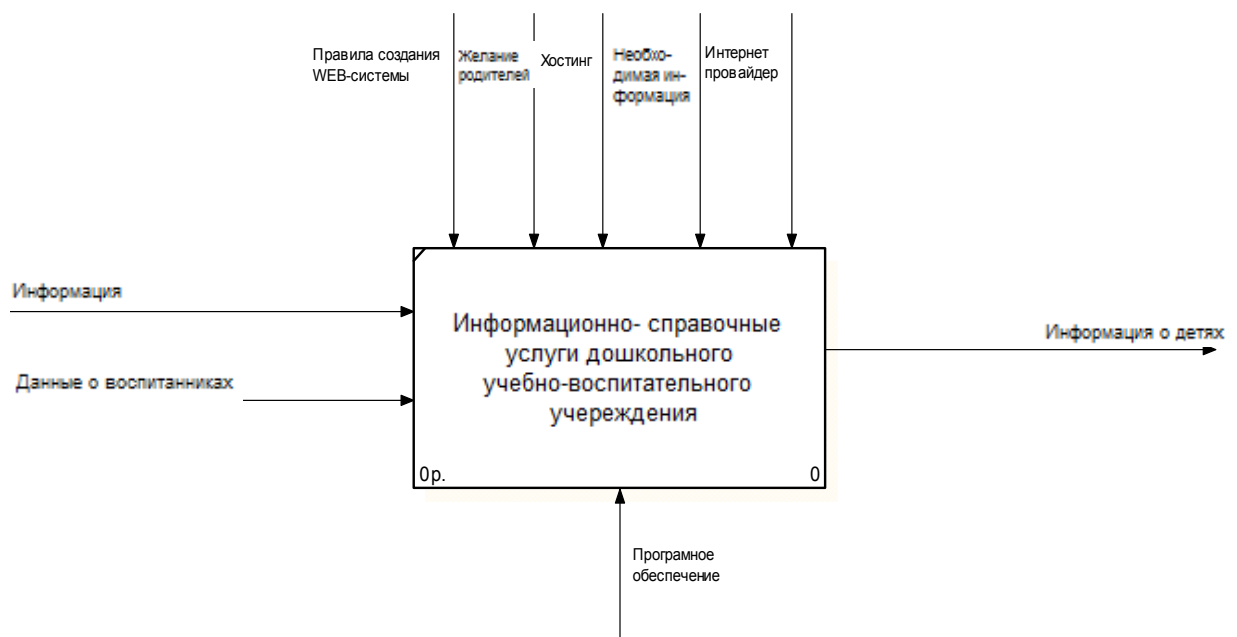 Правила создания
WEB-системы
Желание
родителей
Хостинг
Необхо-
димая ин-
формация
Интернет
провайдер
Информация
Данные о воспитанниках
Информационно- справочные
услуги дошкольного
учебно-воспитательного
учереждения
0р.
0
Информация о детях
Програмное
обеспечение